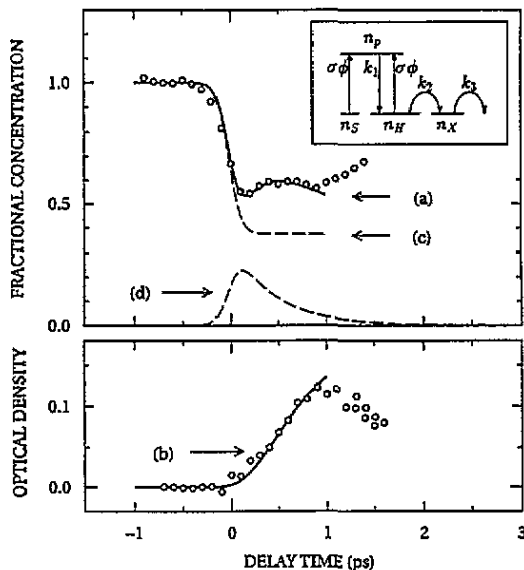 FRACTIONAL CONCENTRATION
1.0
0.5
0.0
n_P
σϕ k_1 σϕ k_2 k_3
n_S n_H n_X
(a)
(c)
(d)
OPTICAL DENSITY
0.1
0.0
(b)
−1 0 1 2 3
DELAY TIME (ps)